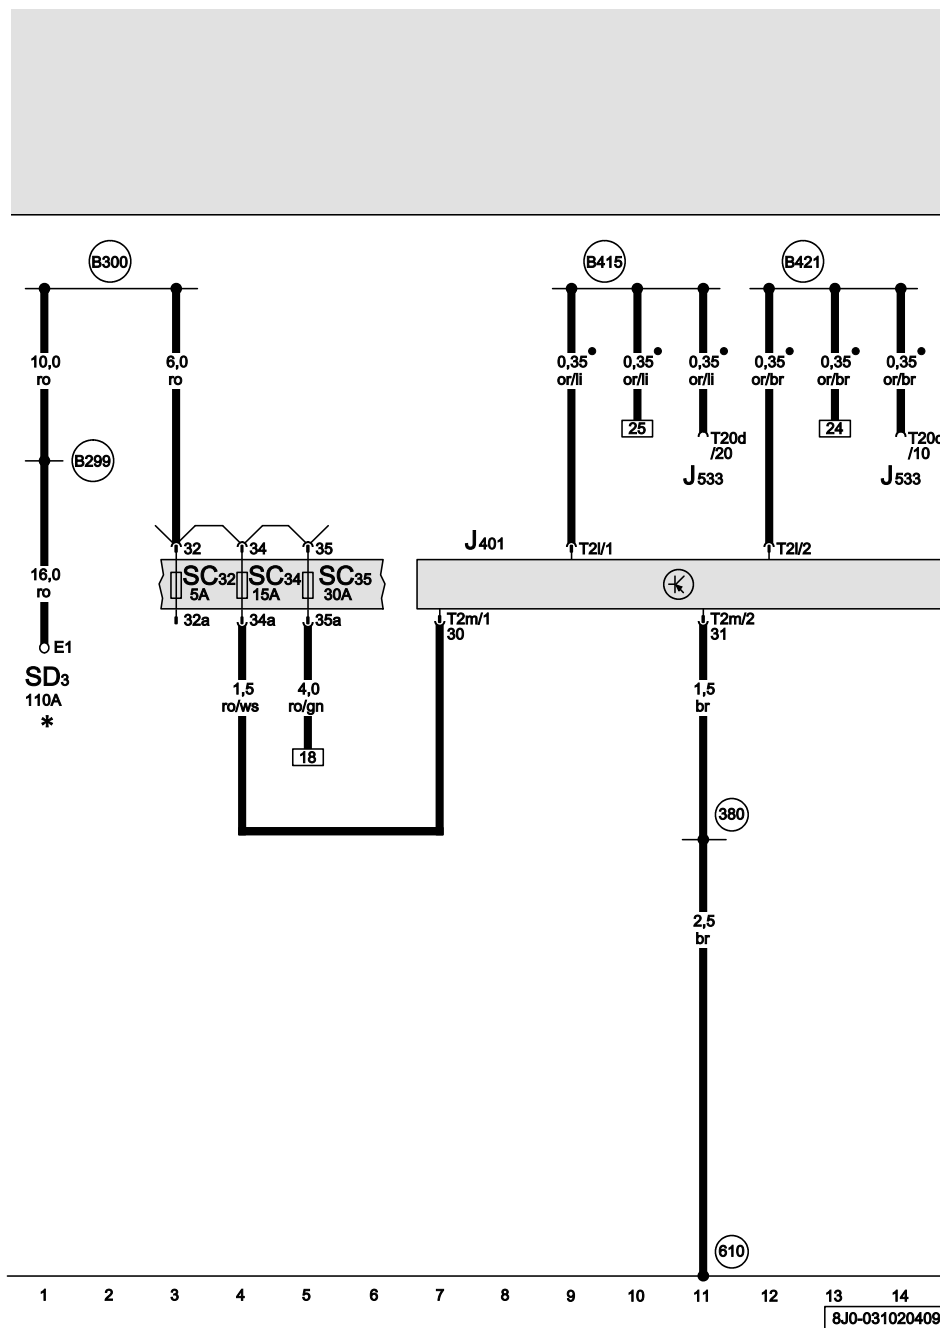 B300
B415
B421
10,0
ro
6,0
ro
0,35
or/li
0,35
or/li
0,35
or/li
0,35
or/br
0,35
or/br
0,35
or/br
25
24
T20d
/20
J533
/10
J533
B299
16,0
ro
E1
SD3
110A
*
32
34
35
J401
T2l/1
T2l/2
SC32
5A
SC34
15A
SC35
30A
32a
34a
35a
T2m/1
30
T2m/2
31
1,5
ro/ws
4,0
ro/gn
18
1,5
br
380
2,5
br
610
1 2 3 4 5 6 7 8 9 10 11 12 13 14
8J0-031020409